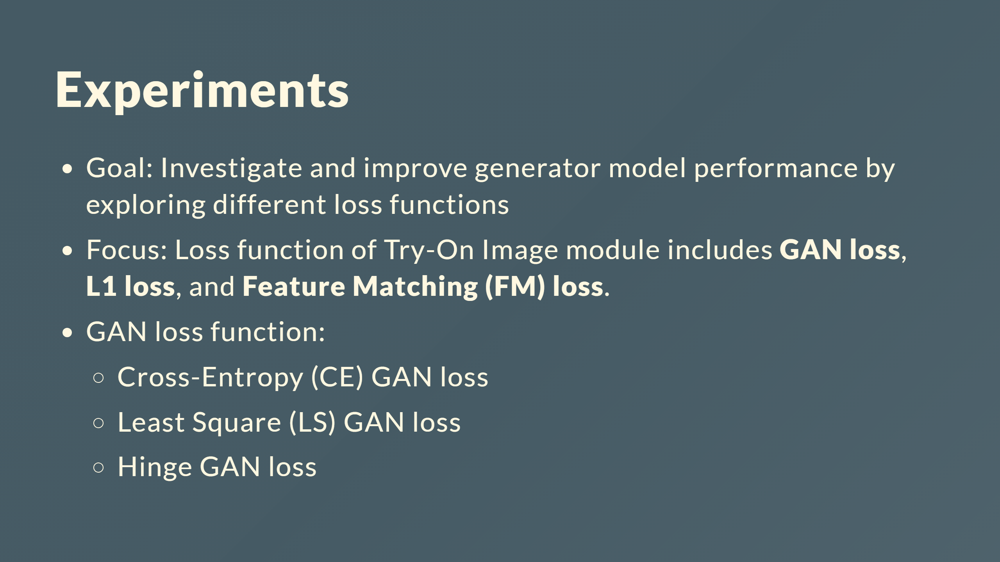 Experiments
Goal: Investigate and improve generator model performance by
exploring different loss functions
Focus: Loss function of Try-On Image module includes GAN loss,
L1 loss, and Feature Matching (FM) loss.
GAN loss function:
Cross-Entropy (CE) GAN loss
Least Square (LS) GAN loss
Hinge GAN loss